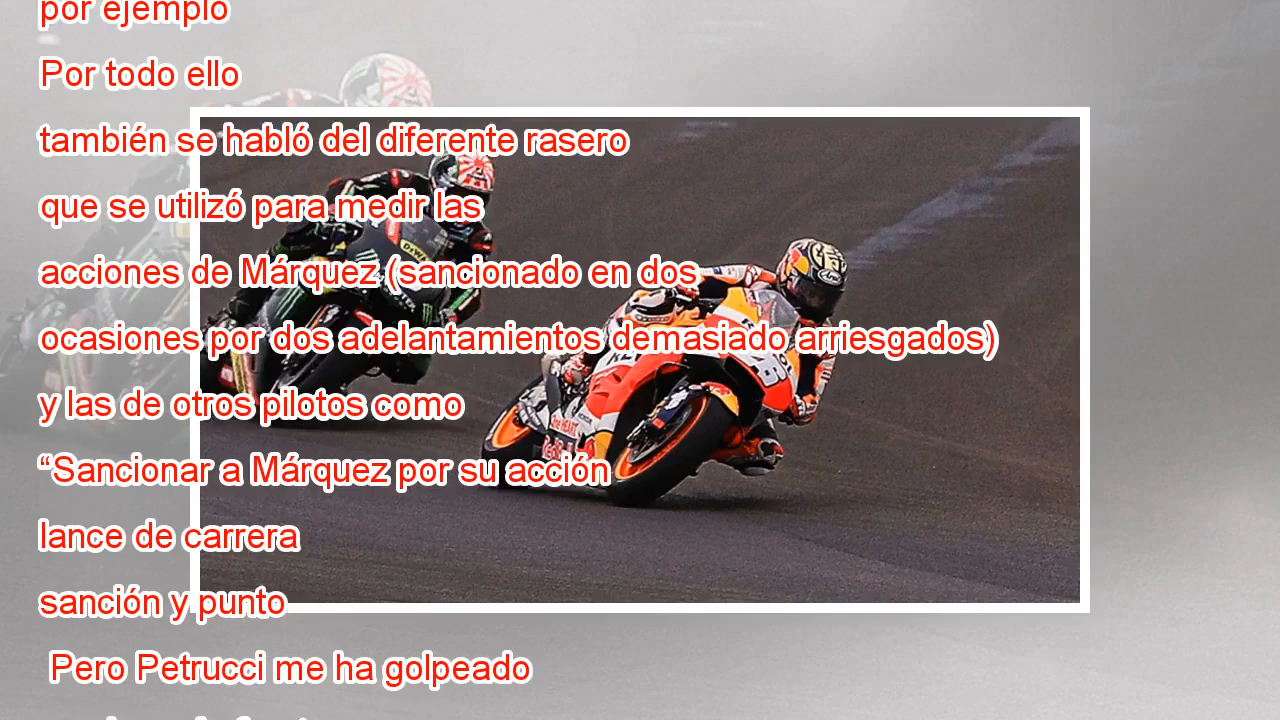 por ejemplo
Por todo ello
también se habló del diferente rasero
que se utilizó para medir las
acciones de Márquez (sancionado en dos
ocasiones por dos adelantamientos demasiado arriesgados)
y las de otros pilotos como
“Sancionar a Márquez por su acción
lance de carrera
sanción y punto
Pero Petrucci me ha golpeado